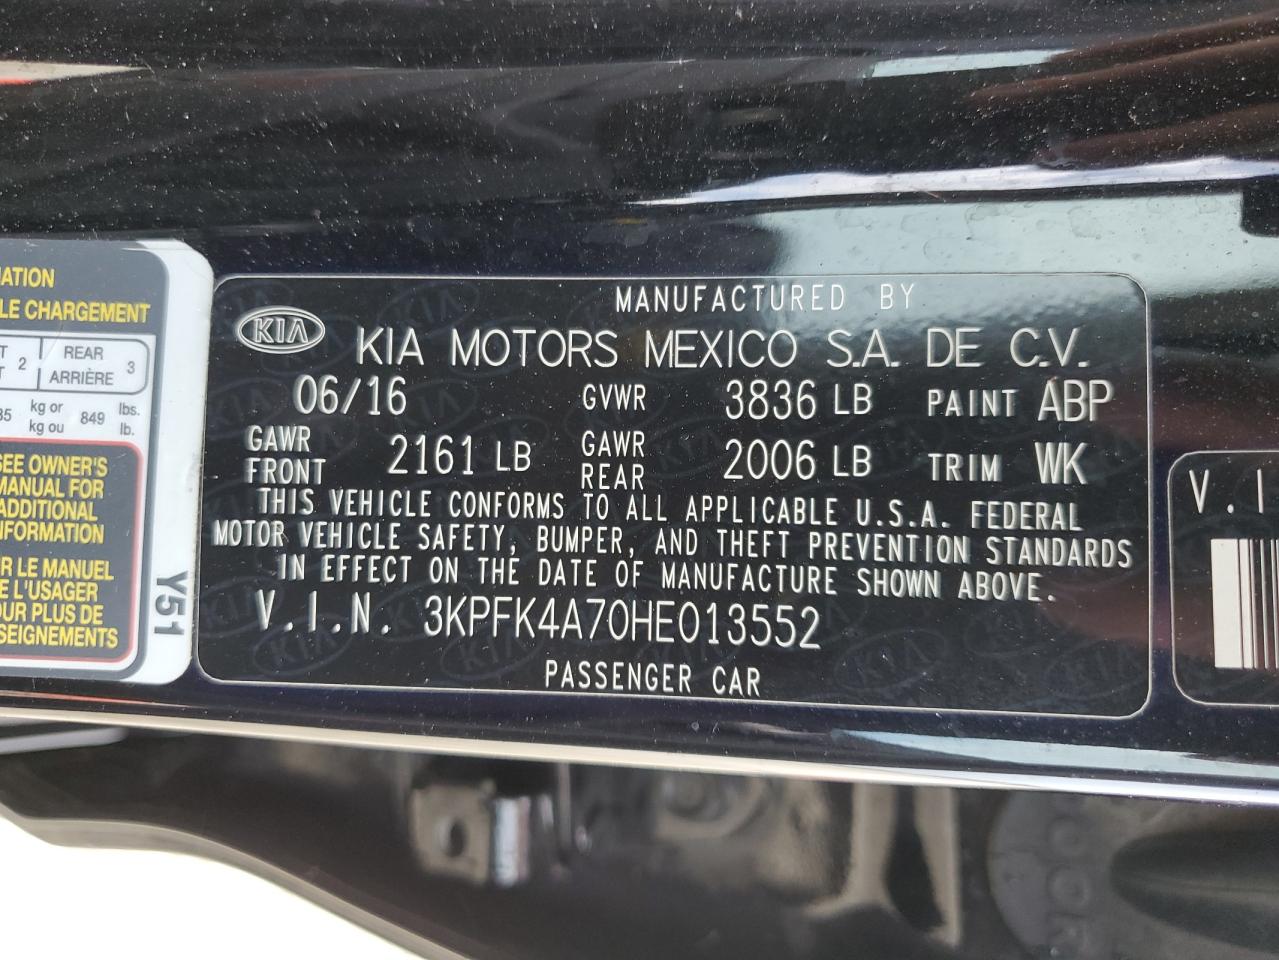 ATION
LE CHARGEMENT
2 REAR 3
ARRIÈRE
kg or 849 lbs.
kg ou lb.
SEE OWNER'S
MANUAL FOR
ADDITIONAL
INFORMATION
R LE MANUEL
L'USAGER
OUR PLUS DE
SEIGNEMENTS
Y51
MANUFACTURED BY
KIA KIA MOTORS MEXICO S.A. DE C.V.
06/16 GVWR 3836 LB PAINT ABP
GAWR FRONT 2161 LB GAWR REAR 2006 LB TRIM WK
THIS VEHICLE CONFORMS TO ALL APPLICABLE U.S.A. FEDERAL
MOTOR VEHICLE SAFETY, BUMPER, AND THEFT PREVENTION STANDARDS
IN EFFECT ON THE DATE OF MANUFACTURE SHOWN ABOVE.
V.I.N. 3KPFK4A70HE013552
PASSENGER CAR
V.I